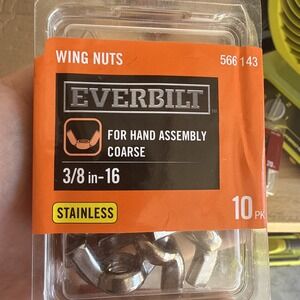 WING NUTS
566 143
EVERBILT
FOR HAND ASSEMBLY
COARSE
3/8 in-16
STAINLESS
10 PK